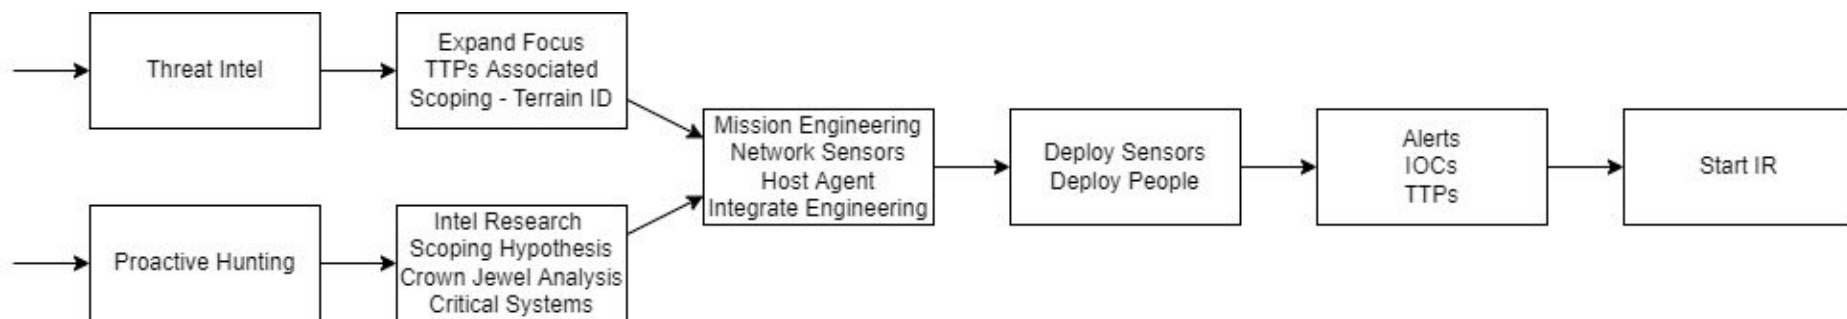 Threat Intel
Expand Focus
TTPs Associated
Scoping - Terrain ID
Proactive Hunting
Intel Research
Scoping Hypothesis
Crown Jewel Analysis
Critical Systems
Mission Engineering
Network Sensors
Host Agent
Integrate Engineering
Deploy Sensors
Deploy People
Alerts
IOCs
TTPs
Start IR